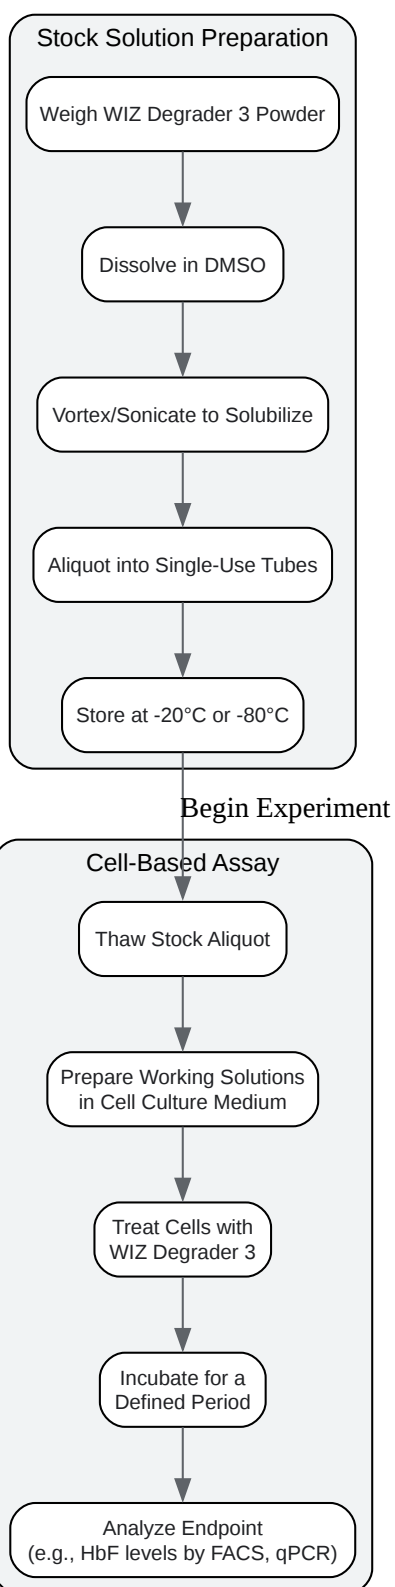 Stock Solution Preparation
Weigh WIZ Degrader 3 Powder
Dissolve in DMSO
Vortex/Sonicate to Solubilize
Aliquot into Single-Use Tubes
Store at -20°C or -80°C
Begin Experiment
Cell-Based Assay
Thaw Stock Aliquot
Prepare Working Solutions
in Cell Culture Medium
Treat Cells with
WIZ Degrader 3
Incubate for a
Defined Period
Analyze Endpoint
(e.g., HbF levels by FACS, qPCR)